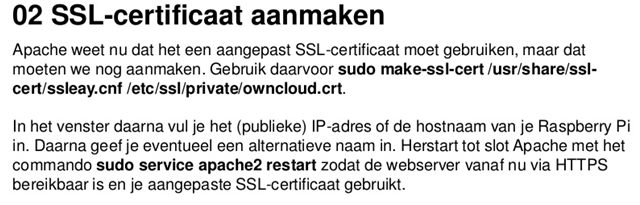 02 SSL-certificaat aanmaken
Apache weet nu dat het een aangepast SSL-certificaat moet gebruiken, maar dat
moeten we nog aanmaken. Gebruik daarvoor sudo make-ssl-cert /usr/share/ssl-
cert/ssleay.cnf /etc/ssl/private/owncloud.crt.
In het venster daarna vul je het (publieke) IP-adres of de hostnaam van je Raspberry Pi
in. Daarna geef je eventueel een alternatieve naam in. Herstart tot slot Apache met het
commando sudo service apache2 restart zodat de webserver vanaf nu via HTTPS
bereikbaar is en je aangepaste SSL-certificaat gebruikt.